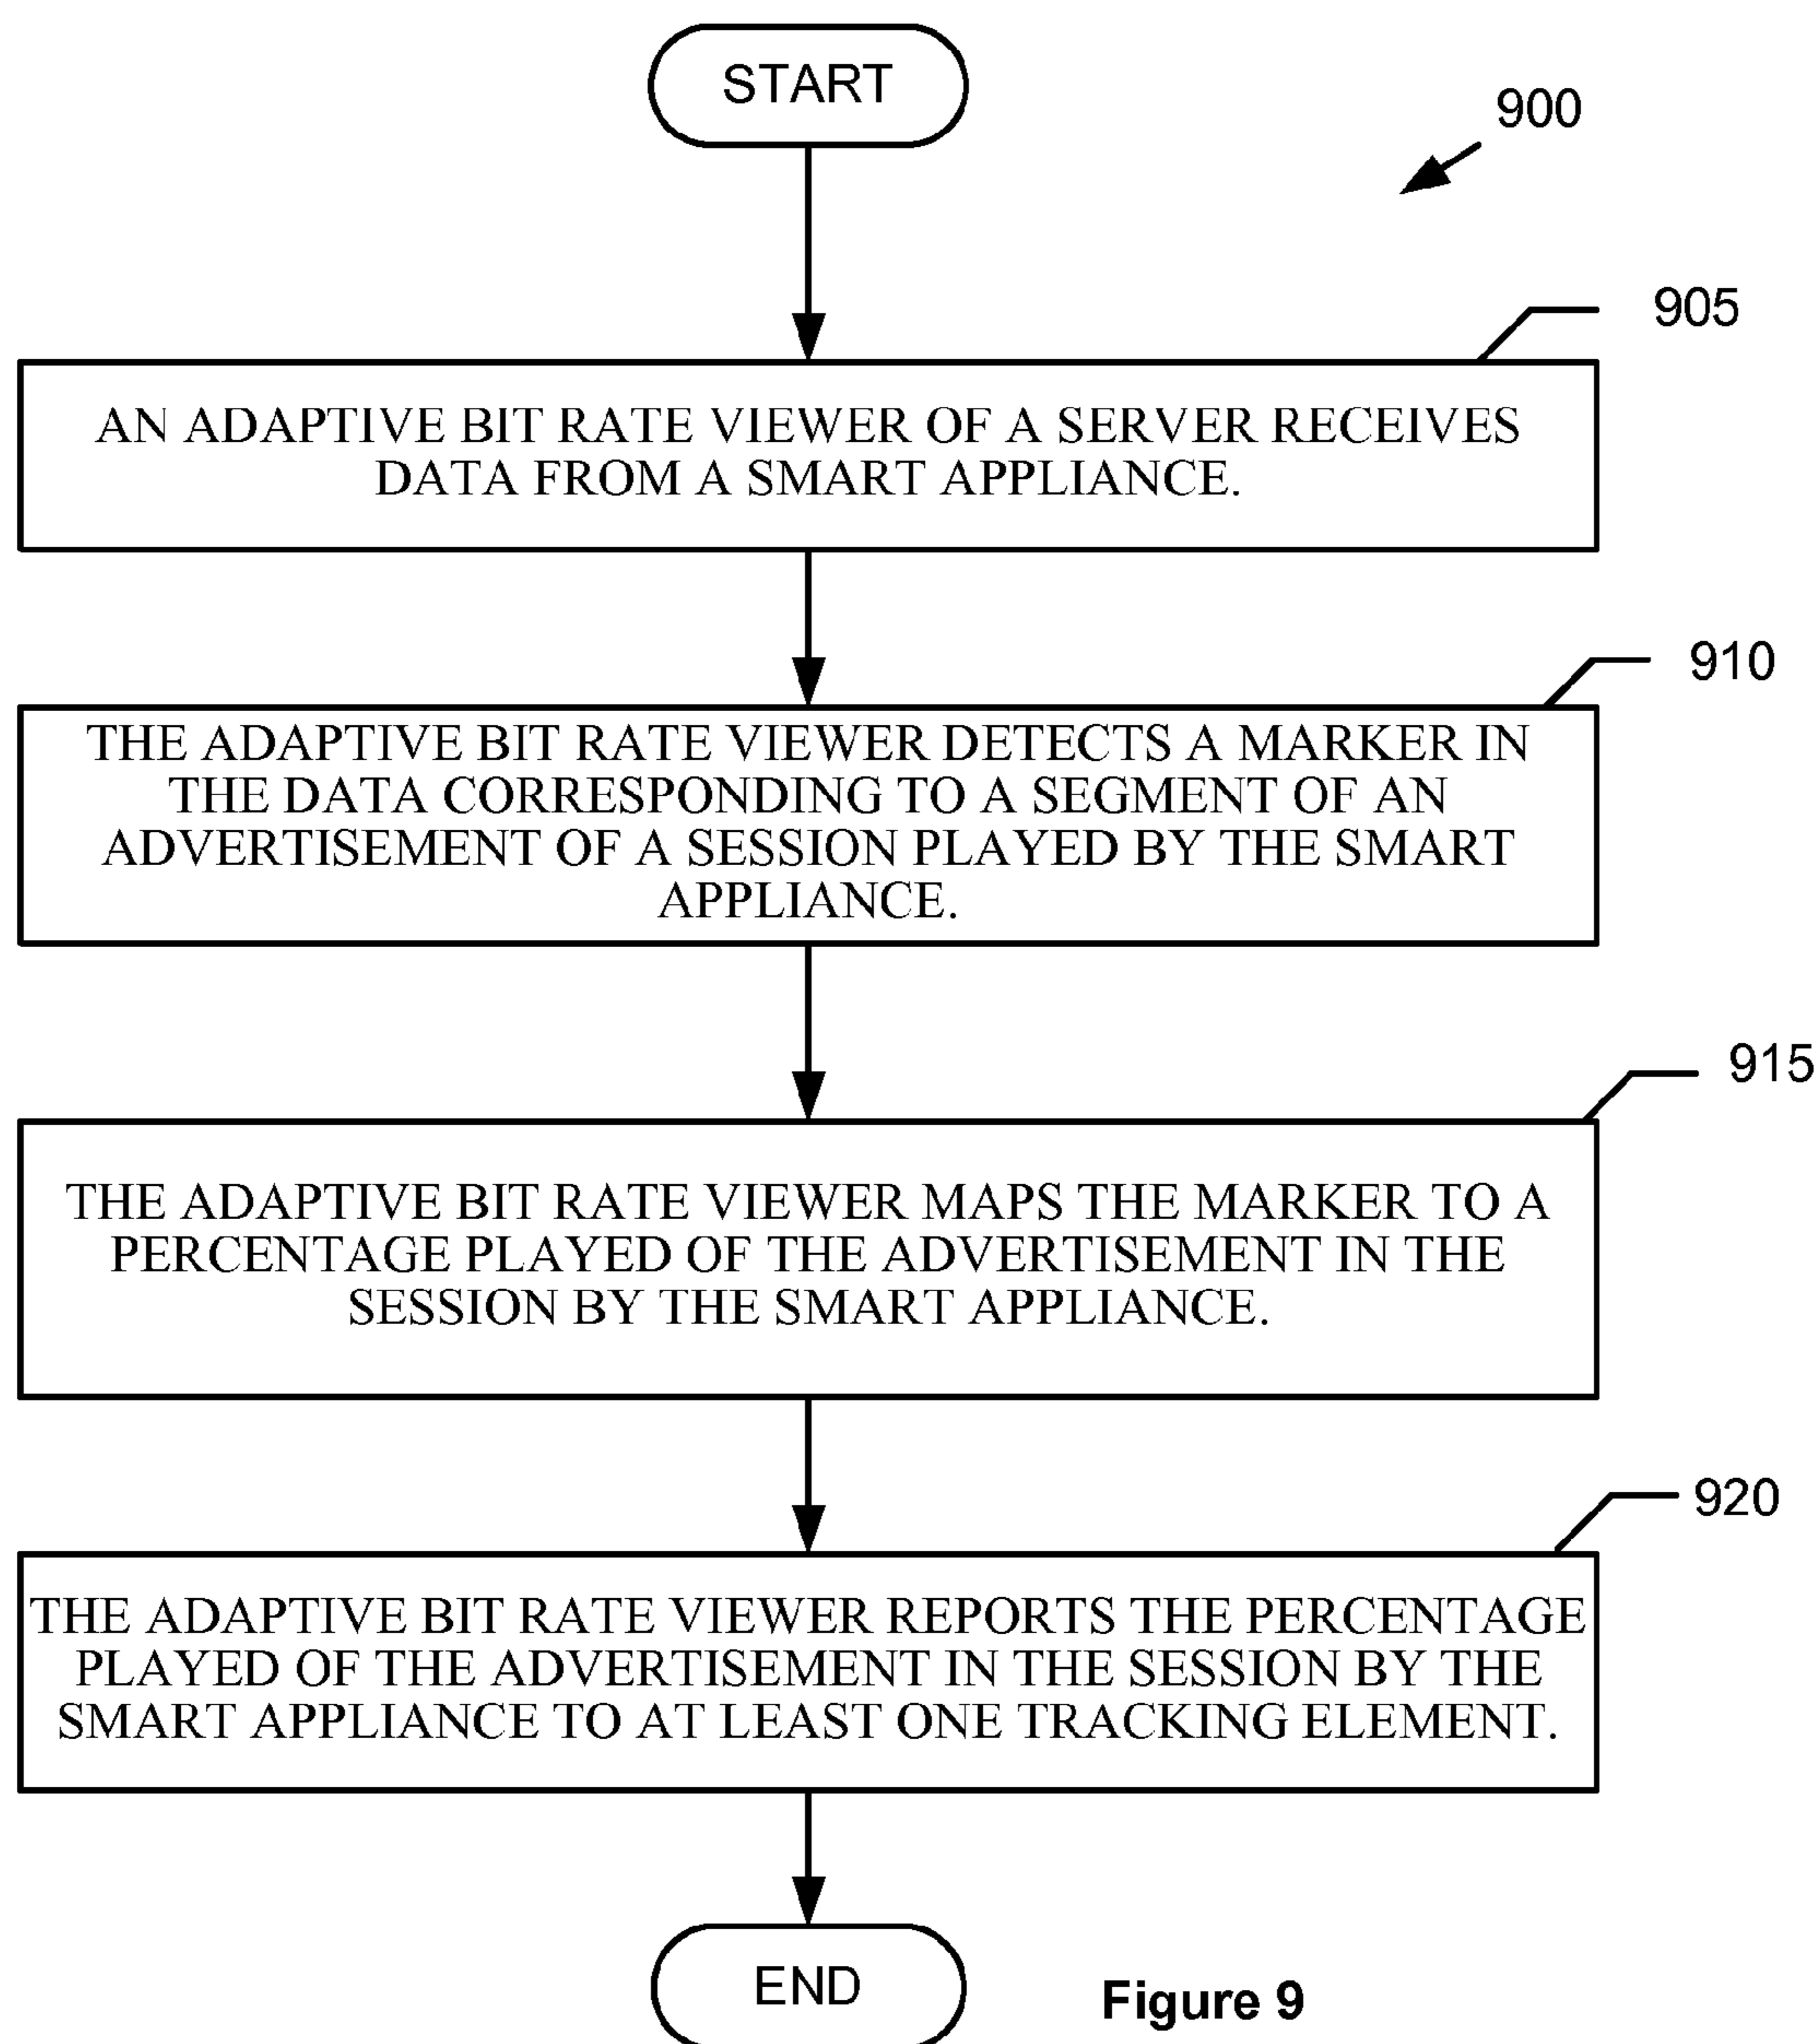 START
900
905
AN ADAPTIVE BIT RATE VIEWER OF A SERVER RECEIVES
DATA FROM A SMART APPLIANCE.
910
THE ADAPTIVE BIT RATE VIEWER DETECTS A MARKER IN
THE DATA CORRESPONDING TO A SEGMENT OF AN
ADVERTISEMENT OF A SESSION PLAYED BY THE SMART
APPLIANCE.
915
THE ADAPTIVE BIT RATE VIEWER MAPS THE MARKER TO A
PERCENTAGE PLAYED OF THE ADVERTISEMENT IN THE
SESSION BY THE SMART APPLIANCE.
920
THE ADAPTIVE BIT RATE VIEWER REPORTS THE PERCENTAGE
PLAYED OF THE ADVERTISEMENT IN THE SESSION BY THE
SMART APPLIANCE TO AT LEAST ONE TRACKING ELEMENT.
END
Figure 9